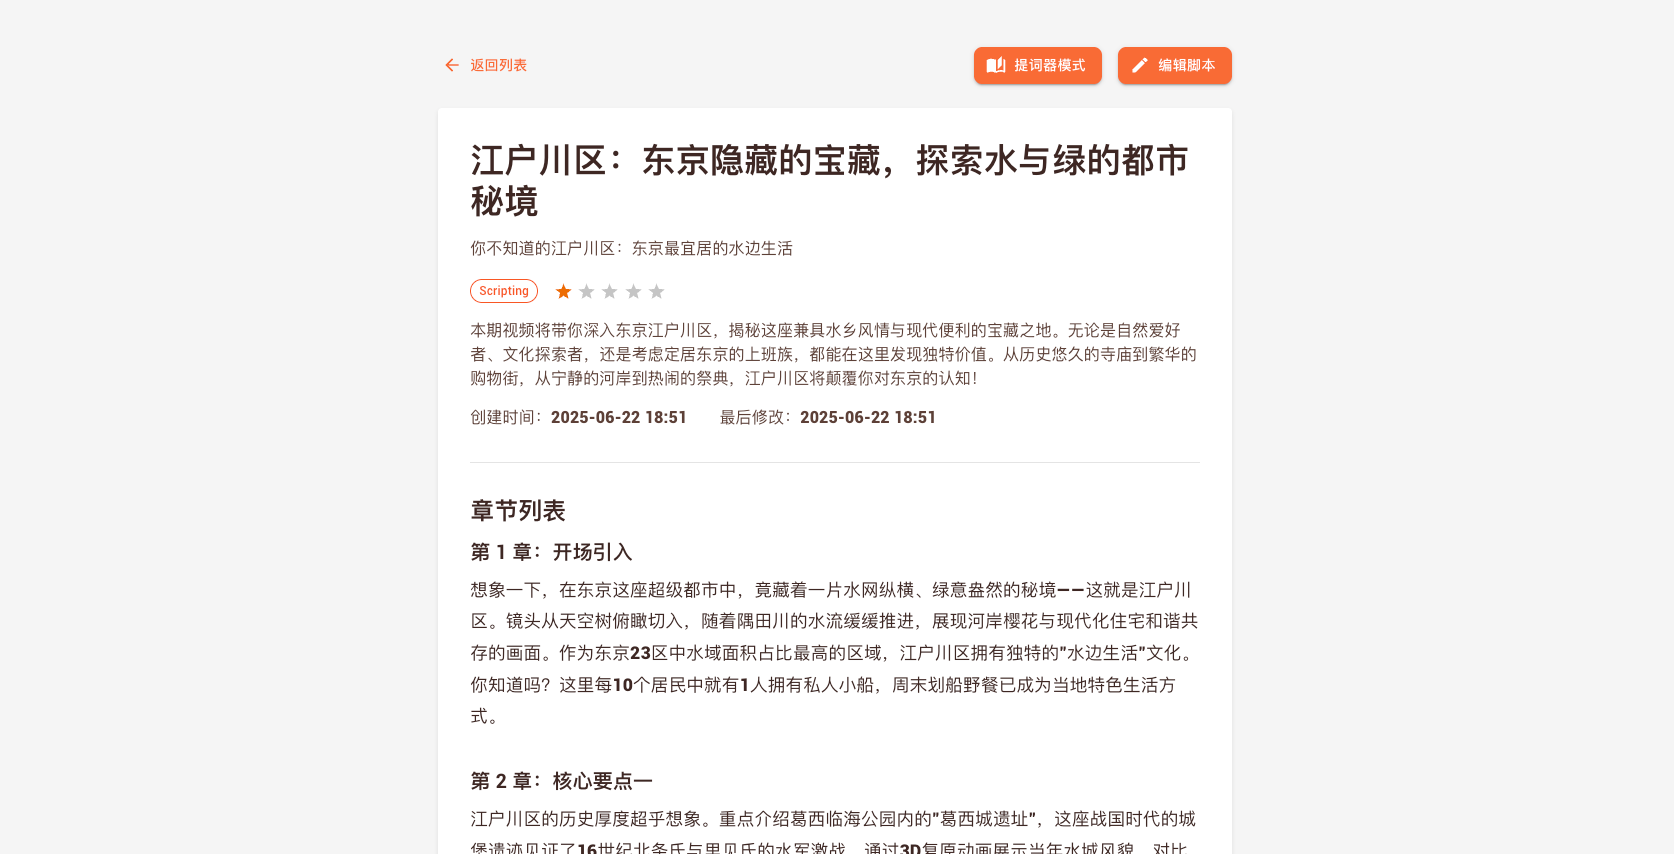 返回列表
提词器模式
编辑脚本
江户川区：东京隐藏的宝藏，探索水与绿的都市
秘境
你不知道的江户川区：东京最宜居的水边生活
Scripting
本期视频将带你深入东京江户川区，揭秘这座兼具水乡风情与现代便利的宝藏之地。无论是自然爱好
者、文化探索者，还是考虑定居东京的上班族，都能在这里发现独特价值。从历史悠久的寺庙到繁华的
购物街，从宁静的河岸到热闹的祭典，江户川区将颠覆你对东京的认知！
创建时间：2025-06-22 18:51 最后修改：2025-06-22 18:51
章节列表
第 1 章：开场引入
想象一下，在东京这座超级都市中，竟藏着一片水网纵横、绿意盎然的秘境——这就是江户川
区。镜头从天空树俯瞰切入，随着隅田川的水流缓缓推进，展现河岸樱花与现代化住宅和谐共
存的画面。作为东京23区中水域面积占比最高的区域，江户川区拥有独特的"水边生活"文化。
你知道吗？这里每10个居民中就有1人拥有私人小船，周末划船野餐已成为当地特色生活方
式。
第 2 章：核心要点一
江户川区的历史厚度超乎想象。重点介绍葛西临海公园内的"葛西城遗址"，这座战国时代的城
堡遗迹见证了16世纪北条氏与里见氏的水军激战。通过3D复原动画展示当年水城风貌，对比